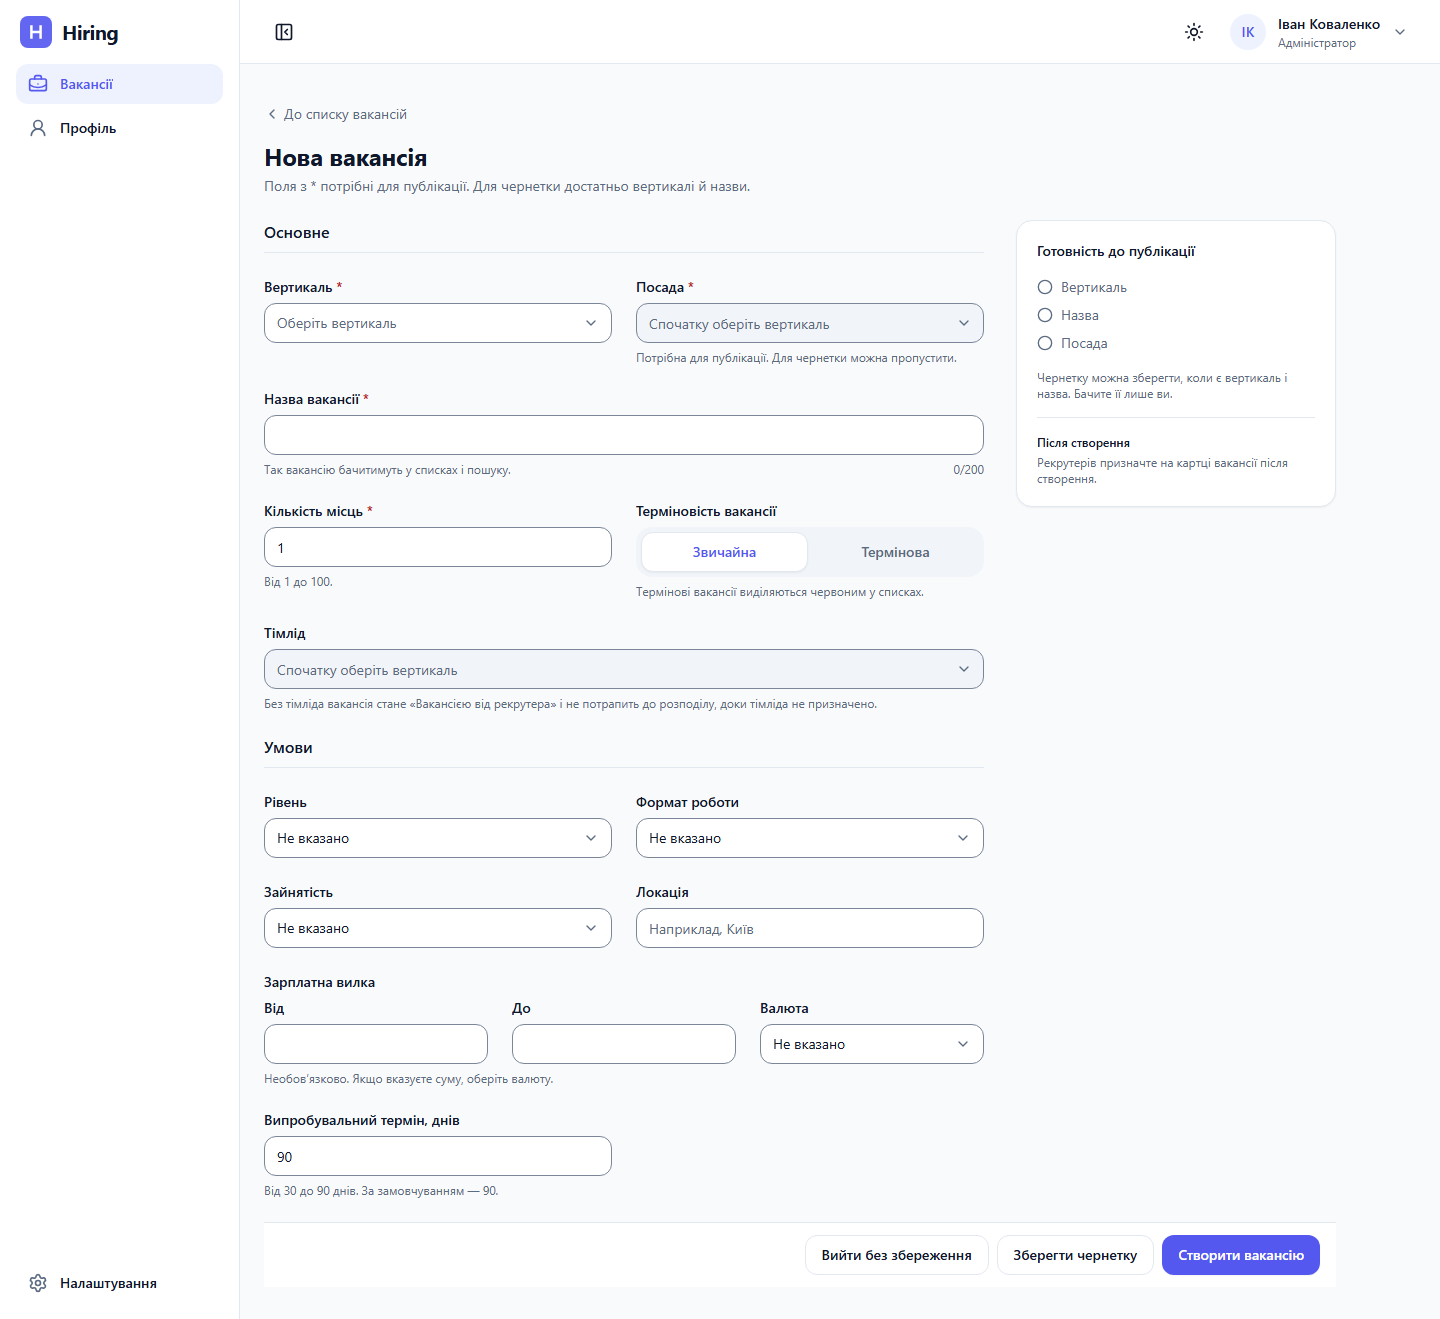 H Hiring
Вакансії
Профіль
Налаштування
ІК
Іван Коваленко
Адміністратор
До списку вакансій
Нова вакансія
Поля з * потрібні для публікації. Для чернетки достатньо вертикалі й назви.
Основне
Вертикаль *
Оберіть вертикаль
Посада *
Спочатку оберіть вертикаль
Потрібна для публікації. Для чернетки можна пропустити.
Назва вакансії *
Так вакансію бачитимуть у списках і пошуку.
0/200
Кількість місць *
1
Від 1 до 100.
Терміновість вакансії
Звичайна
Термінова
Термінові вакансії виділяються червоним у списках.
Тімлід
Спочатку оберіть вертикаль
Без тімліда вакансія стане «Вакансією від рекрутера» і не потрапить до розподілу, доки тімліда не призначено.
Умови
Рівень
Не вказано
Формат роботи
Не вказано
Зайнятість
Не вказано
Локація
Наприклад, Київ
Зарплатна вилка
Від
До
Валюта
Не вказано
Необов'язково. Якщо вказуєте суму, оберіть валюту.
Випробувальний термін, днів
90
Від 30 до 90 днів. За замовчуванням — 90.
Готовність до публікації
Вертикаль
Назва
Посада
Чернетку можна зберегти, коли є вертикаль і
назва. Бачите її лише ви.
Після створення
Рекрутерів призначте на картці вакансії після
створення.
Вийти без збереження
Зберегти чернетку
Створити вакансію